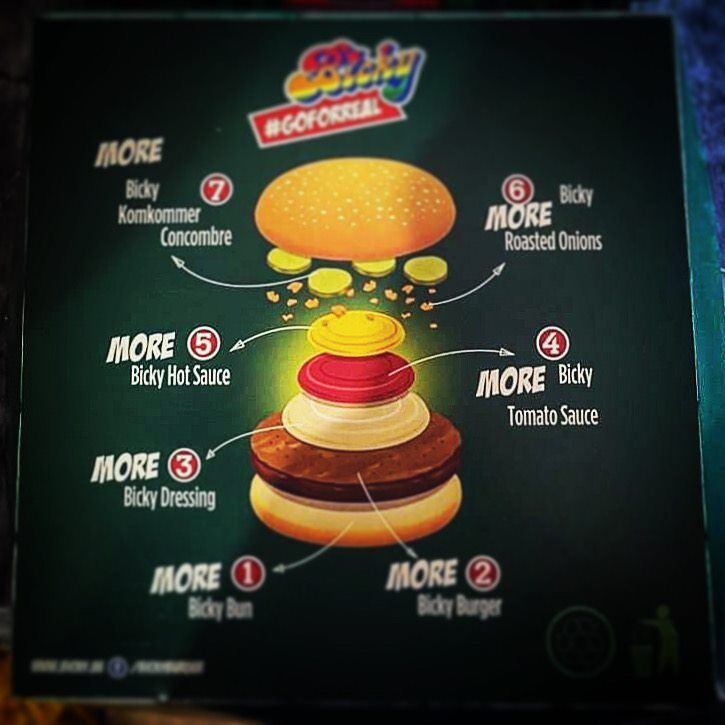 Bicky
#GOFORREAL
MORE
7
Bicky
Komkommer
Concombre
6
Bicky
MORE
Roasted Onions
MORE 5
Bicky Hot Sauce
4
MORE Bicky
Tomato Sauce
MORE 3
Bicky Dressing
MORE 1
Bicky Bun
MORE 2
Bicky Burger